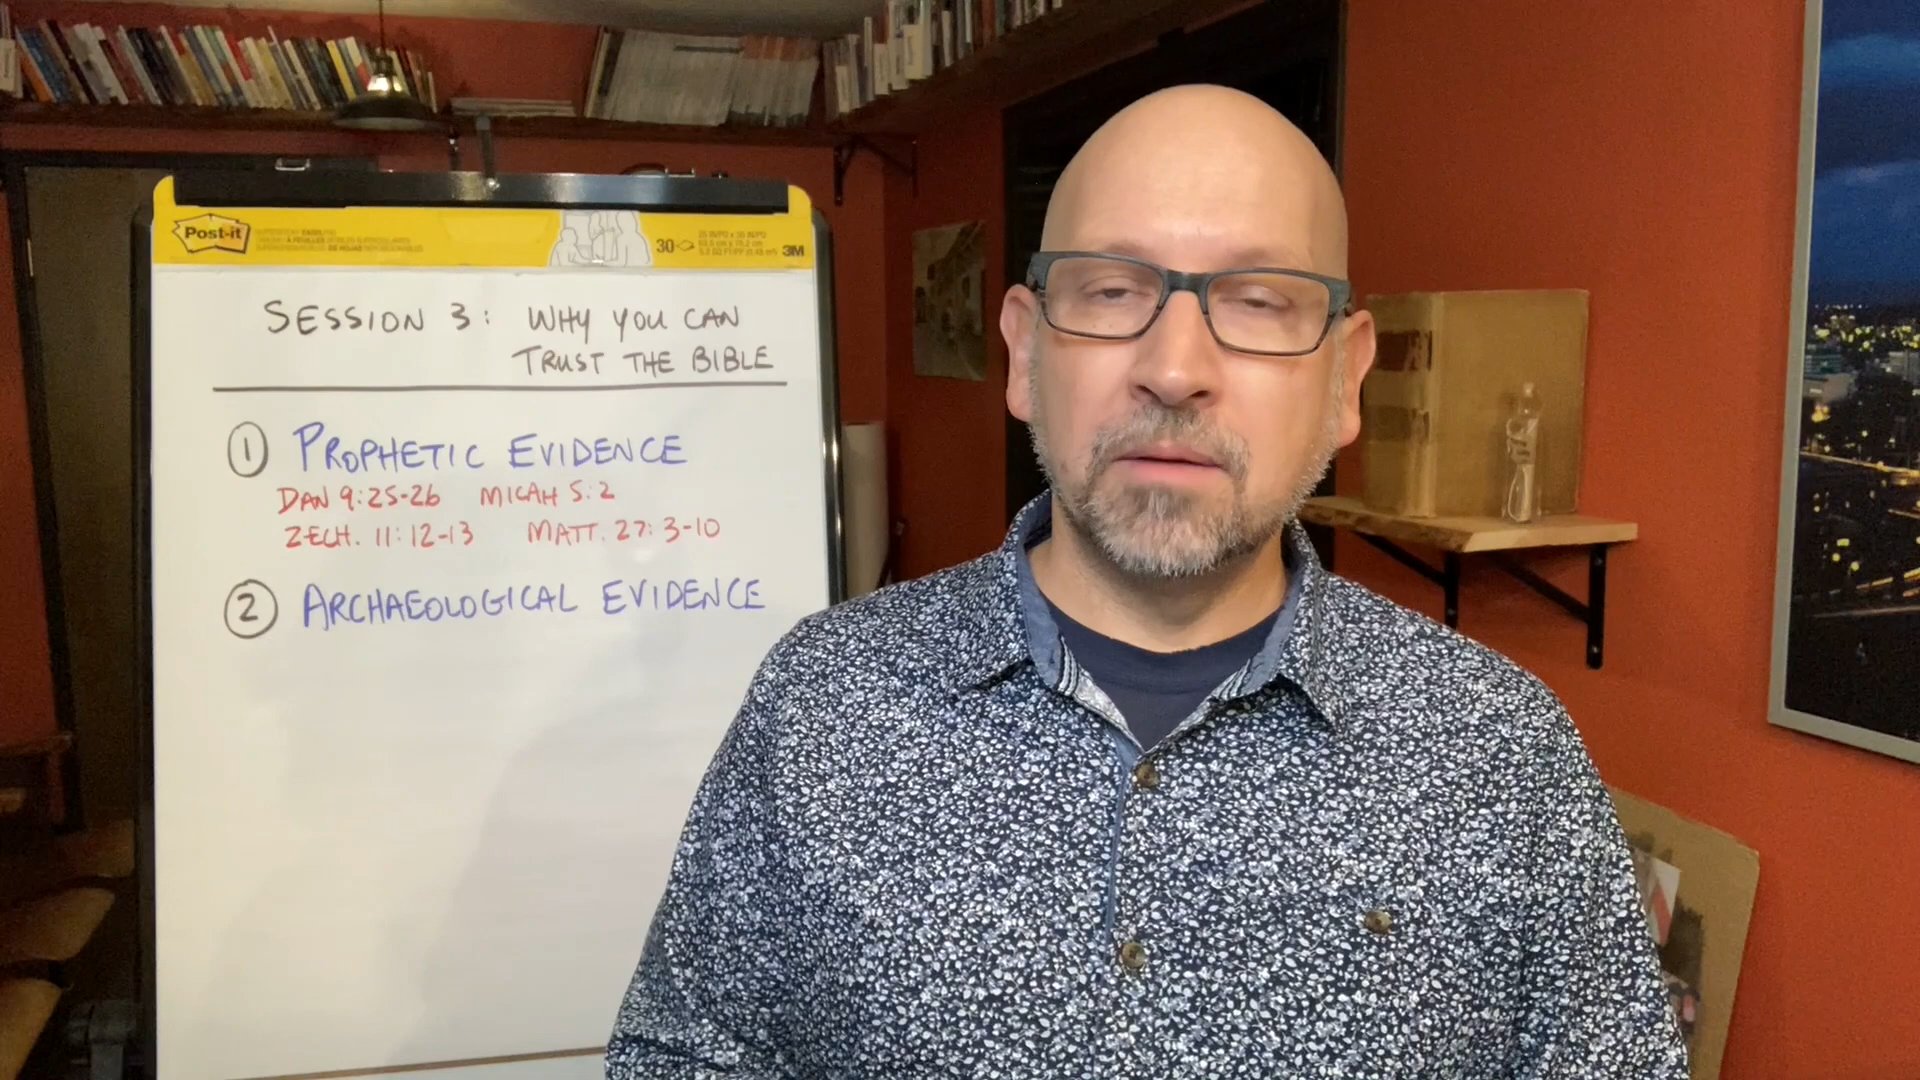 Post-it
30
3M
SESSION 3: WHY YOU CAN
TRUST THE BIBLE
1 PROPHETIC EVIDENCE
DAN 9:25-26 MICAH 5:2
ZECH. 11:12-13 MATT. 27:3-10
2 ARCHAEOLOGICAL EVIDENCE